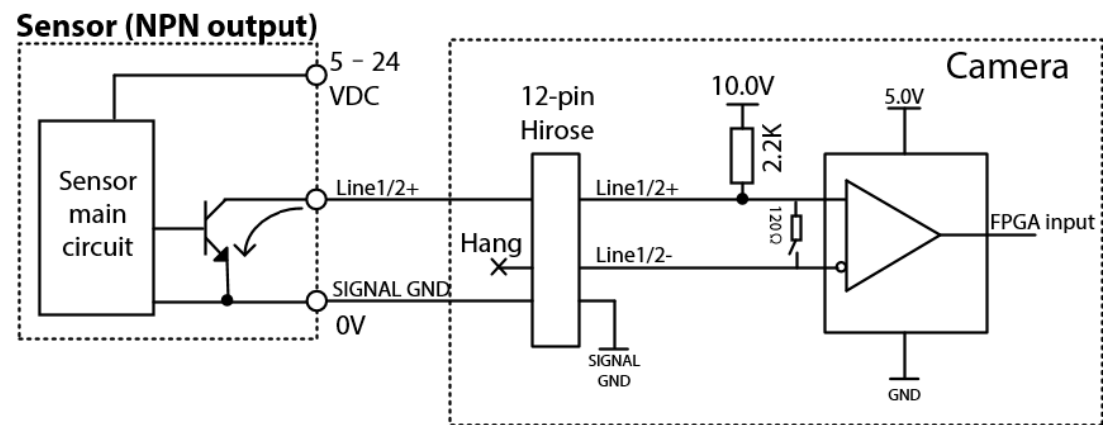 Sensor (NPN output)
5 – 24
VDC
Sensor
main
circuit
Line1/2+
Hang
SIGNAL GND
0V
Camera
12-pin
Hirose
10.0V
2.2K
5.0V
Line1/2+
120Ω
Line1/2-
FPGA input
SIGNAL
GND
GND